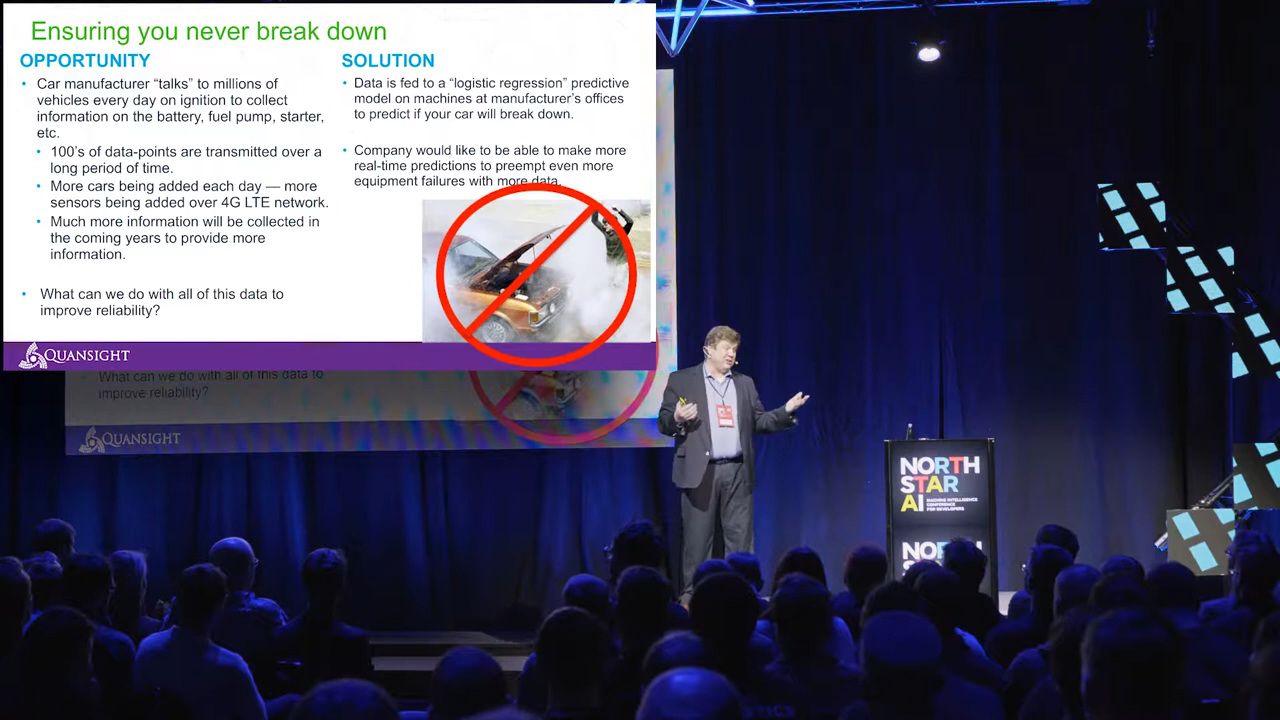 Ensuring you never break down
OPPORTUNITY
• Car manufacturer “talks” to millions of
vehicles every day on ignition to collect
information on the battery, fuel pump, starter,
etc.
• 100’s of data-points are transmitted over a
long period of time.
• More cars being added each day — more
sensors being added over 4G LTE network.
• Much more information will be collected in
the coming years to provide more
information.
• What can we do with all of this data to
improve reliability?
SOLUTION
• Data is fed to a “logistic regression” predictive
model on machines at manufacturer’s offices
to predict if your car will break down.
• Company would like to be able to make more
real-time predictions to preempt even more
equipment failures with more data.
QUANSIGHT
What can we do with all of this data to
improve reliability?
QUANSIGHT
NORTH
STAR
AI
MACHINE INTELLIGENCE
CONFERENCE
FOR DEVELOPERS